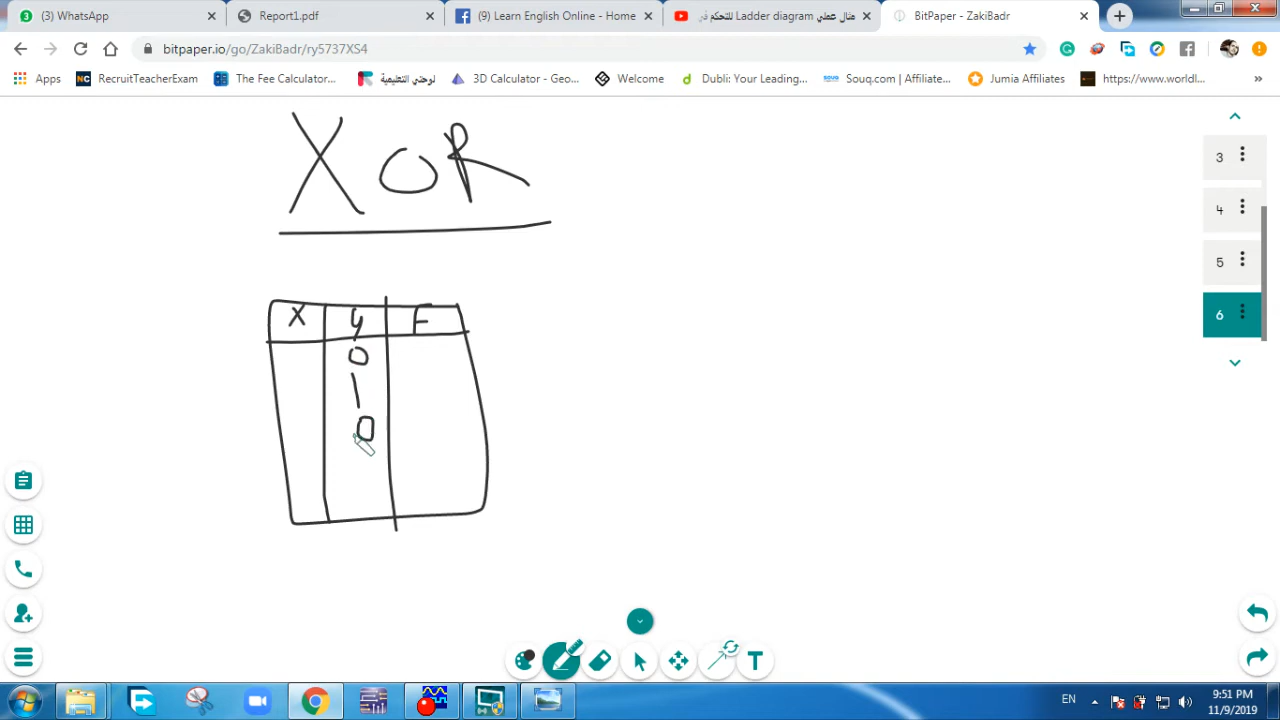 (3) WhatsApp
Report1.pdf
(9) Learn English Online - Home
مثال عملي Ladder diagram للتحكم في
BitPaper - ZakiBadr
bitpaper.io/go/ZakiBadr/ry5737XS4
Apps
NC
RecruitTeacherExam
The Fee Calculator...
لوحتي التعليمية
3D Calculator - Geo...
Welcome
Dubli: Your Leading...
Souq.com | Affiliate...
Jumia Affiliates
https://www.worldl...
»
XOR
X y F
0
1
0
3
4
5
6
T
EN
9:51 PM
11/9/2019